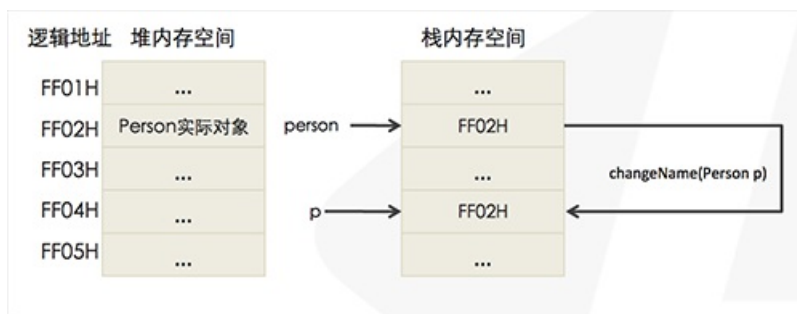 逻辑地址 堆内存空间 栈内存空间
FF01H ... ...
FF02H Person实际对象 person FF02H
FF03H ... ... changeName(Person p)
FF04H ... p FF02H
FF05H ... ...